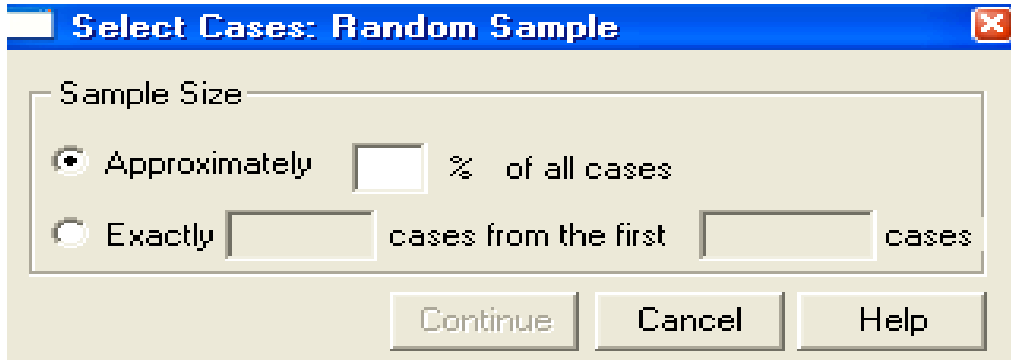 Select Cases: Random Sample
Sample Size
Approximately % of all cases
Exactly cases from the first cases
Continue Cancel Help